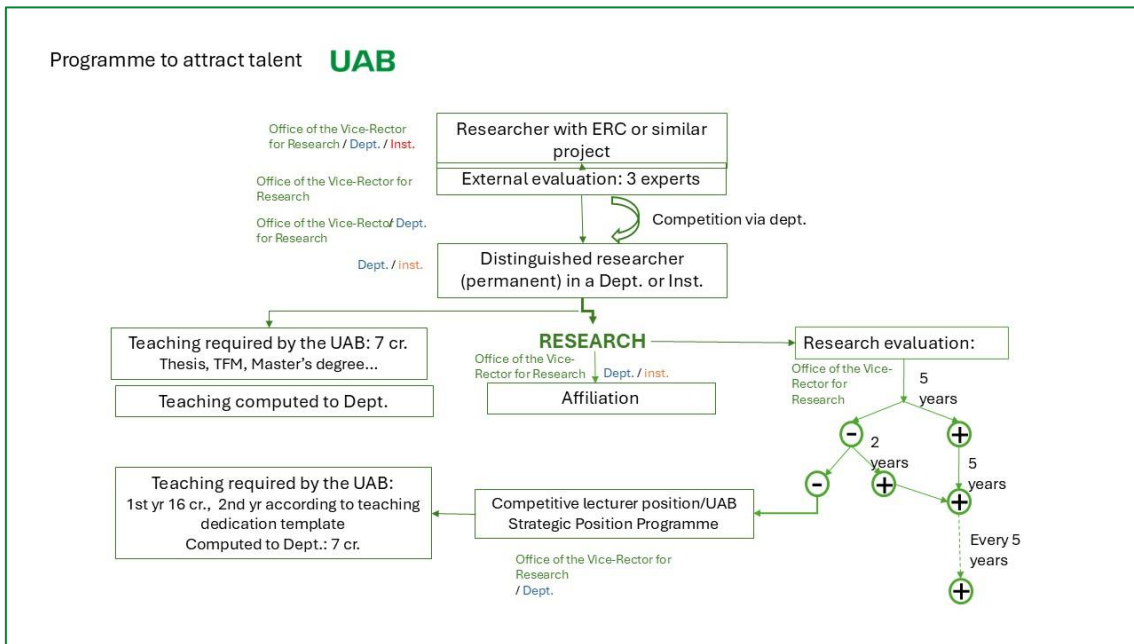 Programme to attract talent UAB
Office of the Vice-Rector
for Research / Dept. / Inst.
Researcher with ERC or similar
project
External evaluation: 3 experts
Office of the Vice-Rector for
Research
Office of the Vice-Recto/ Dept.
for Research
Competition via dept.
Dept. / inst.
Distinguished researcher
(permanent) in a Dept. or Inst.
Teaching required by the UAB: 7 cr.
Thesis, TFM, Master's degree...
Teaching computed to Dept.
RESEARCH
Office of the Vice-
Rector for Research
Dept. / inst.
Affiliation
Research evaluation:
Office of the Vice-
Rector for
Research
5
years
-
+
2
years
5
years
-
+
+
Every 5
years
+
Teaching required by the UAB:
1st yr 16 cr., 2nd yr according to teaching
dedication template
Computed to Dept.: 7 cr.
Competitive lecturer position/UAB
Strategic Position Programme
Office of the Vice-Rector for
Research
/ Dept.